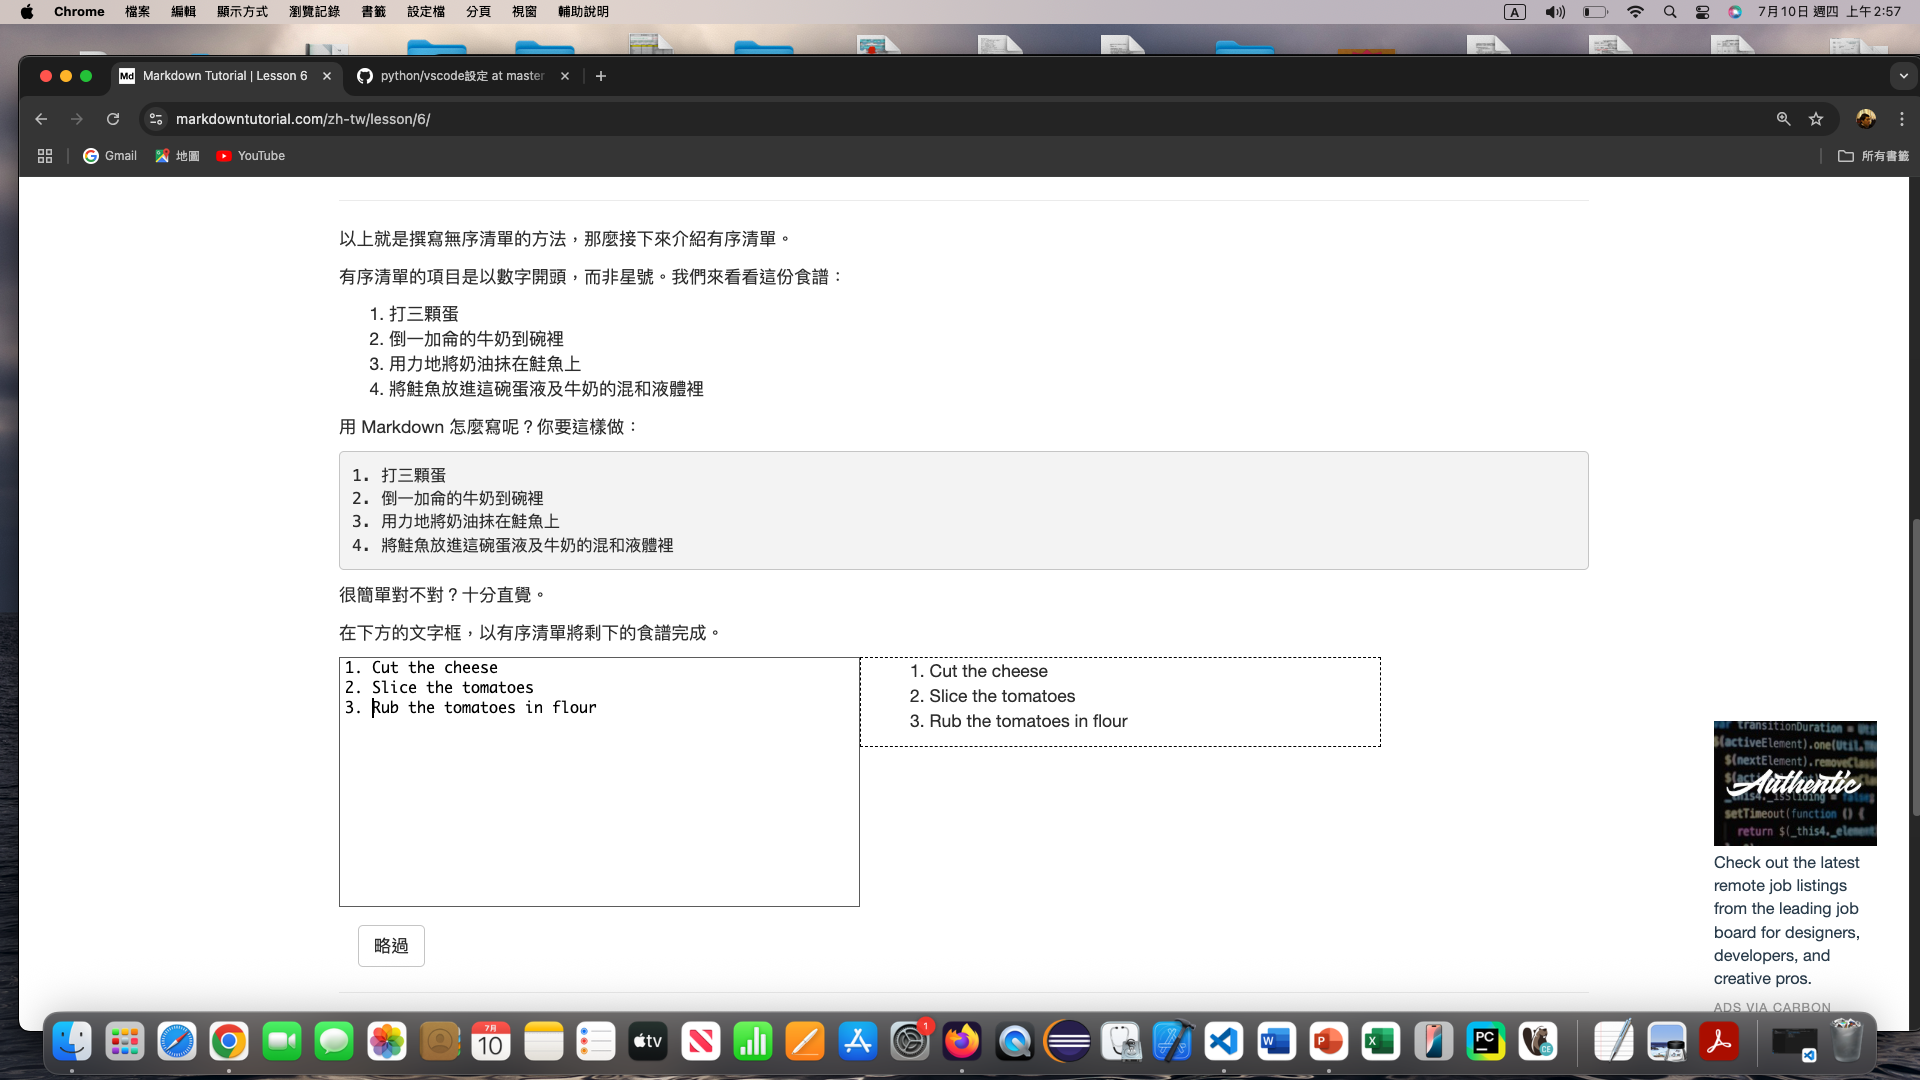 Chrome 檔案 編輯 顯示方式 瀏覽記錄 書籤 設定檔 分頁 視窗 輔助說明 A 7月10日 週四 上午2:57
Md Markdown Tutorial | Lesson 6 python/vscode設定 at master
markdowntutorial.com/zh-tw/lesson/6/
Gmail 地圖 YouTube 所有書籤
以上就是撰寫無序清單的方法，那麼接下來介紹有序清單。
有序清單的項目是以數字開頭，而非星號。我們來看看這份食譜：
1. 打三顆蛋
2. 倒一加侖的牛奶到碗裡
3. 用力地將奶油抹在鮭魚上
4. 將鮭魚放進這碗蛋液及牛奶的混和液體裡
用 Markdown 怎麼寫呢？你要這樣做：
1. 打三顆蛋
2. 倒一加侖的牛奶到碗裡
3. 用力地將奶油抹在鮭魚上
4. 將鮭魚放進這碗蛋液及牛奶的混和液體裡
很簡單對不對？十分直覺。
在下方的文字框，以有序清單將剩下的食譜完成。
1. Cut the cheese
2. Slice the tomatoes
3. Rub the tomatoes in flour
1. Cut the cheese
2. Slice the tomatoes
3. Rub the tomatoes in flour
略過
Authentic
Check out the latest
remote job listings
from the leading job
board for designers,
developers, and
creative pros.
ADS VIA CARBON
7月
10
tv
1
W
P
X
PC
CE